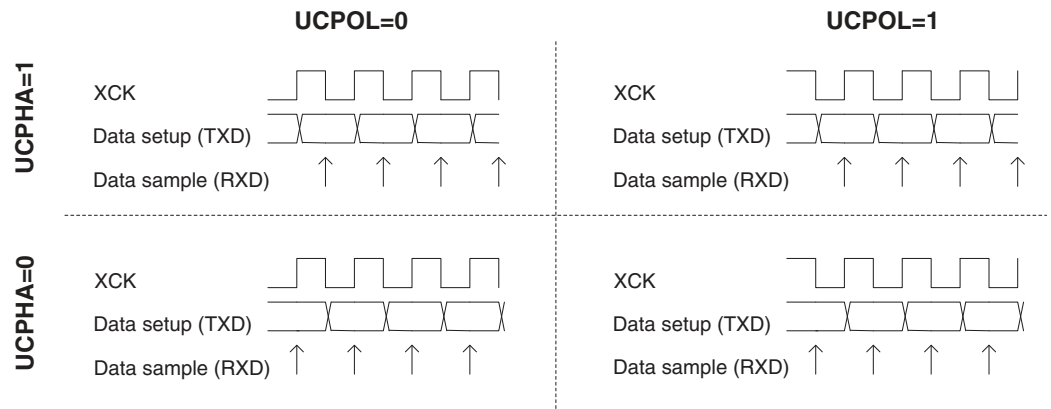 UCPOL=0
UCPOL=1
UCPHA=1
XCK
Data setup (TXD)
Data sample (RXD)
XCK
Data setup (TXD)
Data sample (RXD)
UCPHA=0
XCK
Data setup (TXD)
Data sample (RXD)
XCK
Data setup (TXD)
Data sample (RXD)